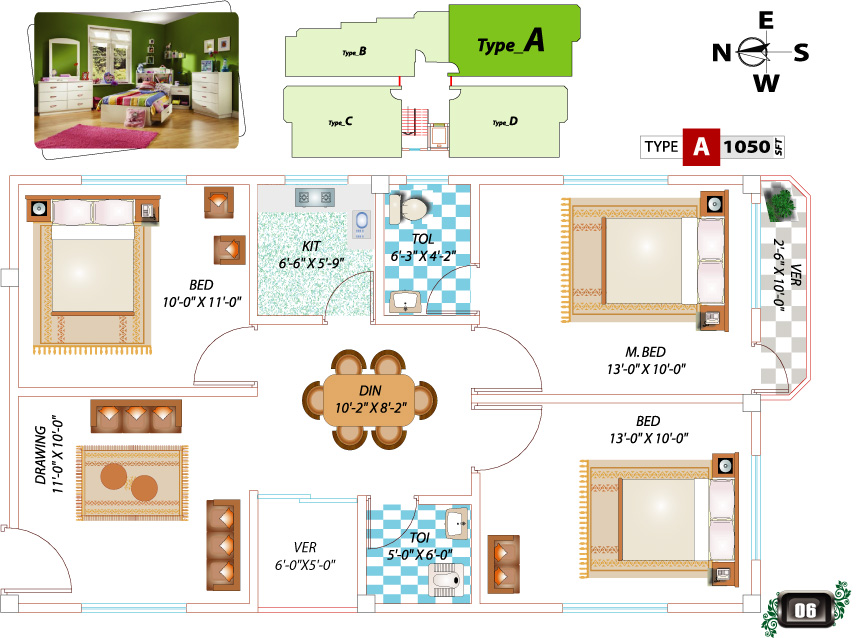 Type_B
Type_A
Type_C
Type_D
E
N S
W
TYPE A 1050 SFT
BED
10'-0" X 11'-0"
KIT
6'-6" X 5'-9"
TOL
6'-3" X 4'-2"
VER
2'-6" X 10'-0"
M.BED
13'-0" X 10'-0"
DIN
10'-2" X 8'-2"
DRAWING
11'-0" X 10'-0"
BED
13'-0" X 10'-0"
VER
6'-0"X5'-0"
TOI
5'-0" X 6'-0"
06